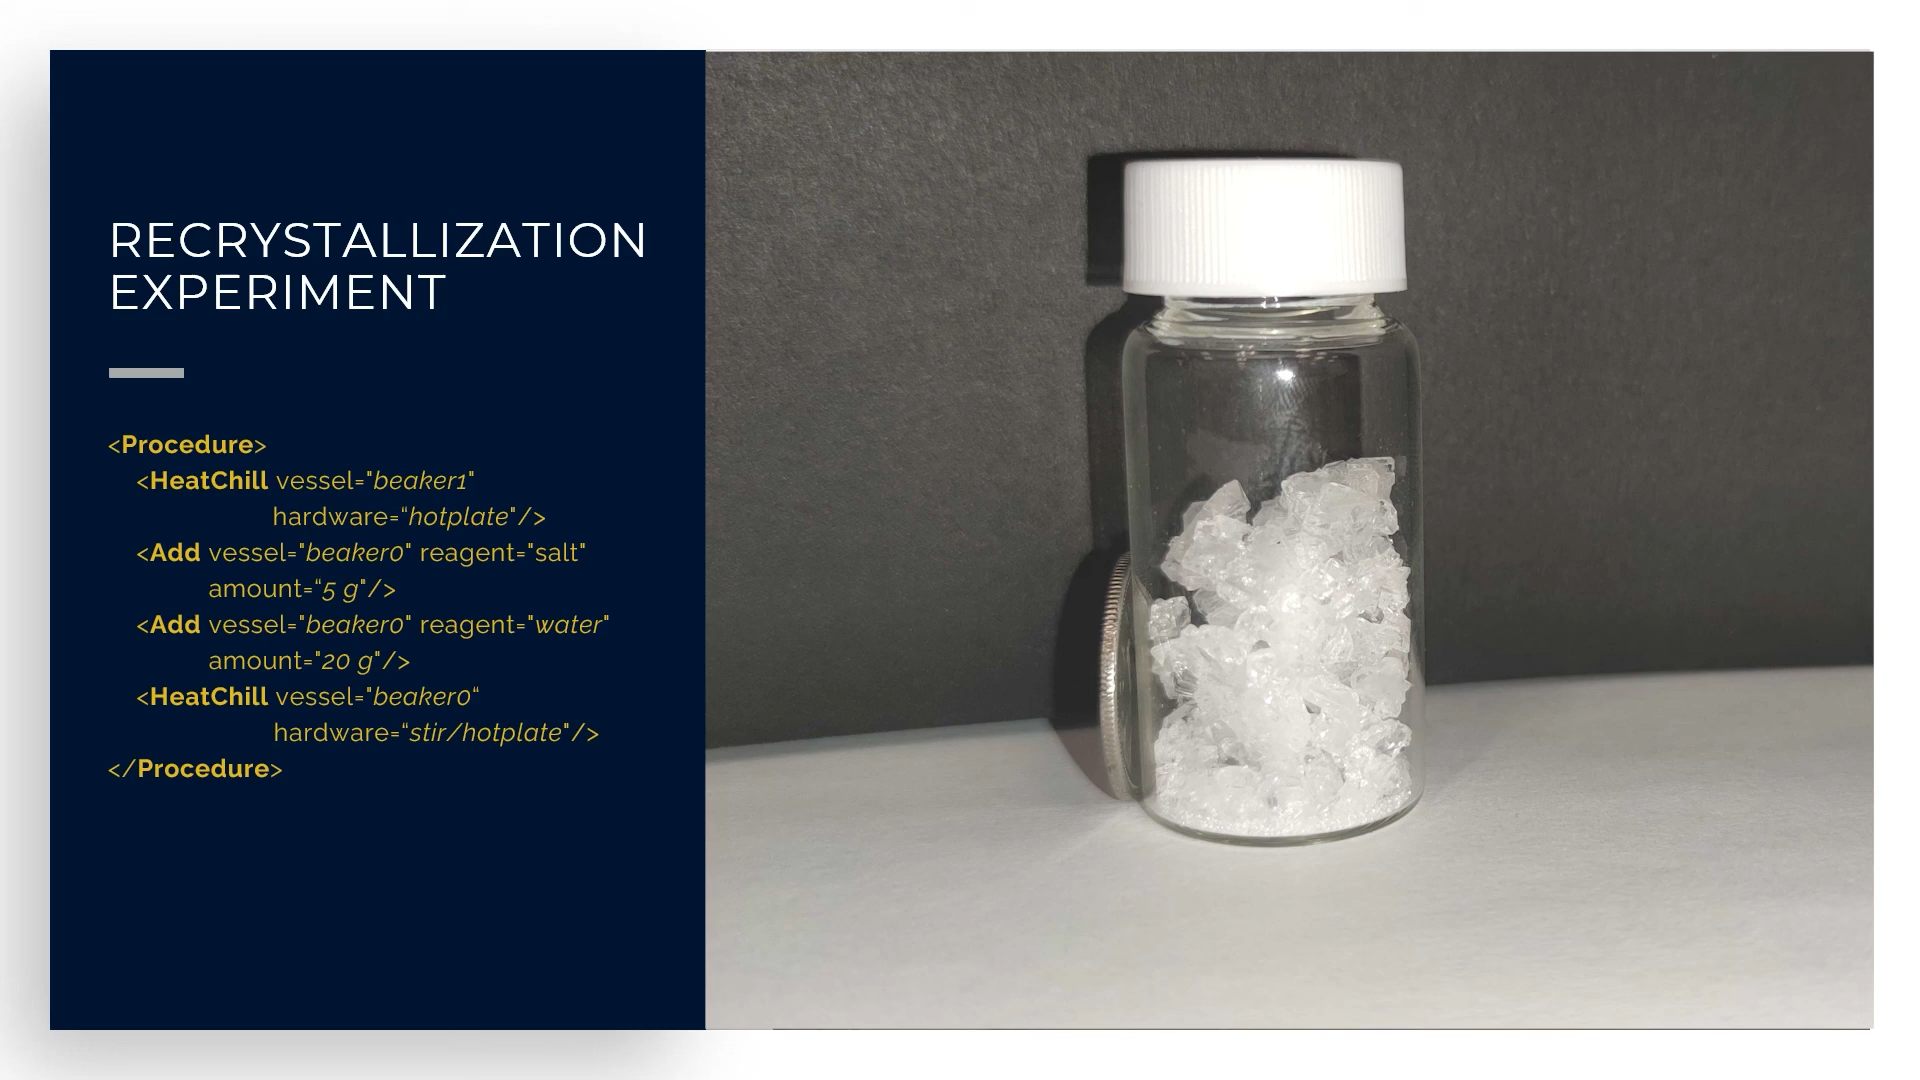 RECRYSTALLIZATION
EXPERIMENT
<Procedure>
<HeatChill vessel="beaker1"
hardware=“hotplate"/>
<Add vessel="beaker0" reagent="salt"
amount=“5 g"/>
<Add vessel="beaker0" reagent="water"
amount="20 g"/>
<HeatChill vessel="beaker0“
hardware=“stir/hotplate"/>
</Procedure>